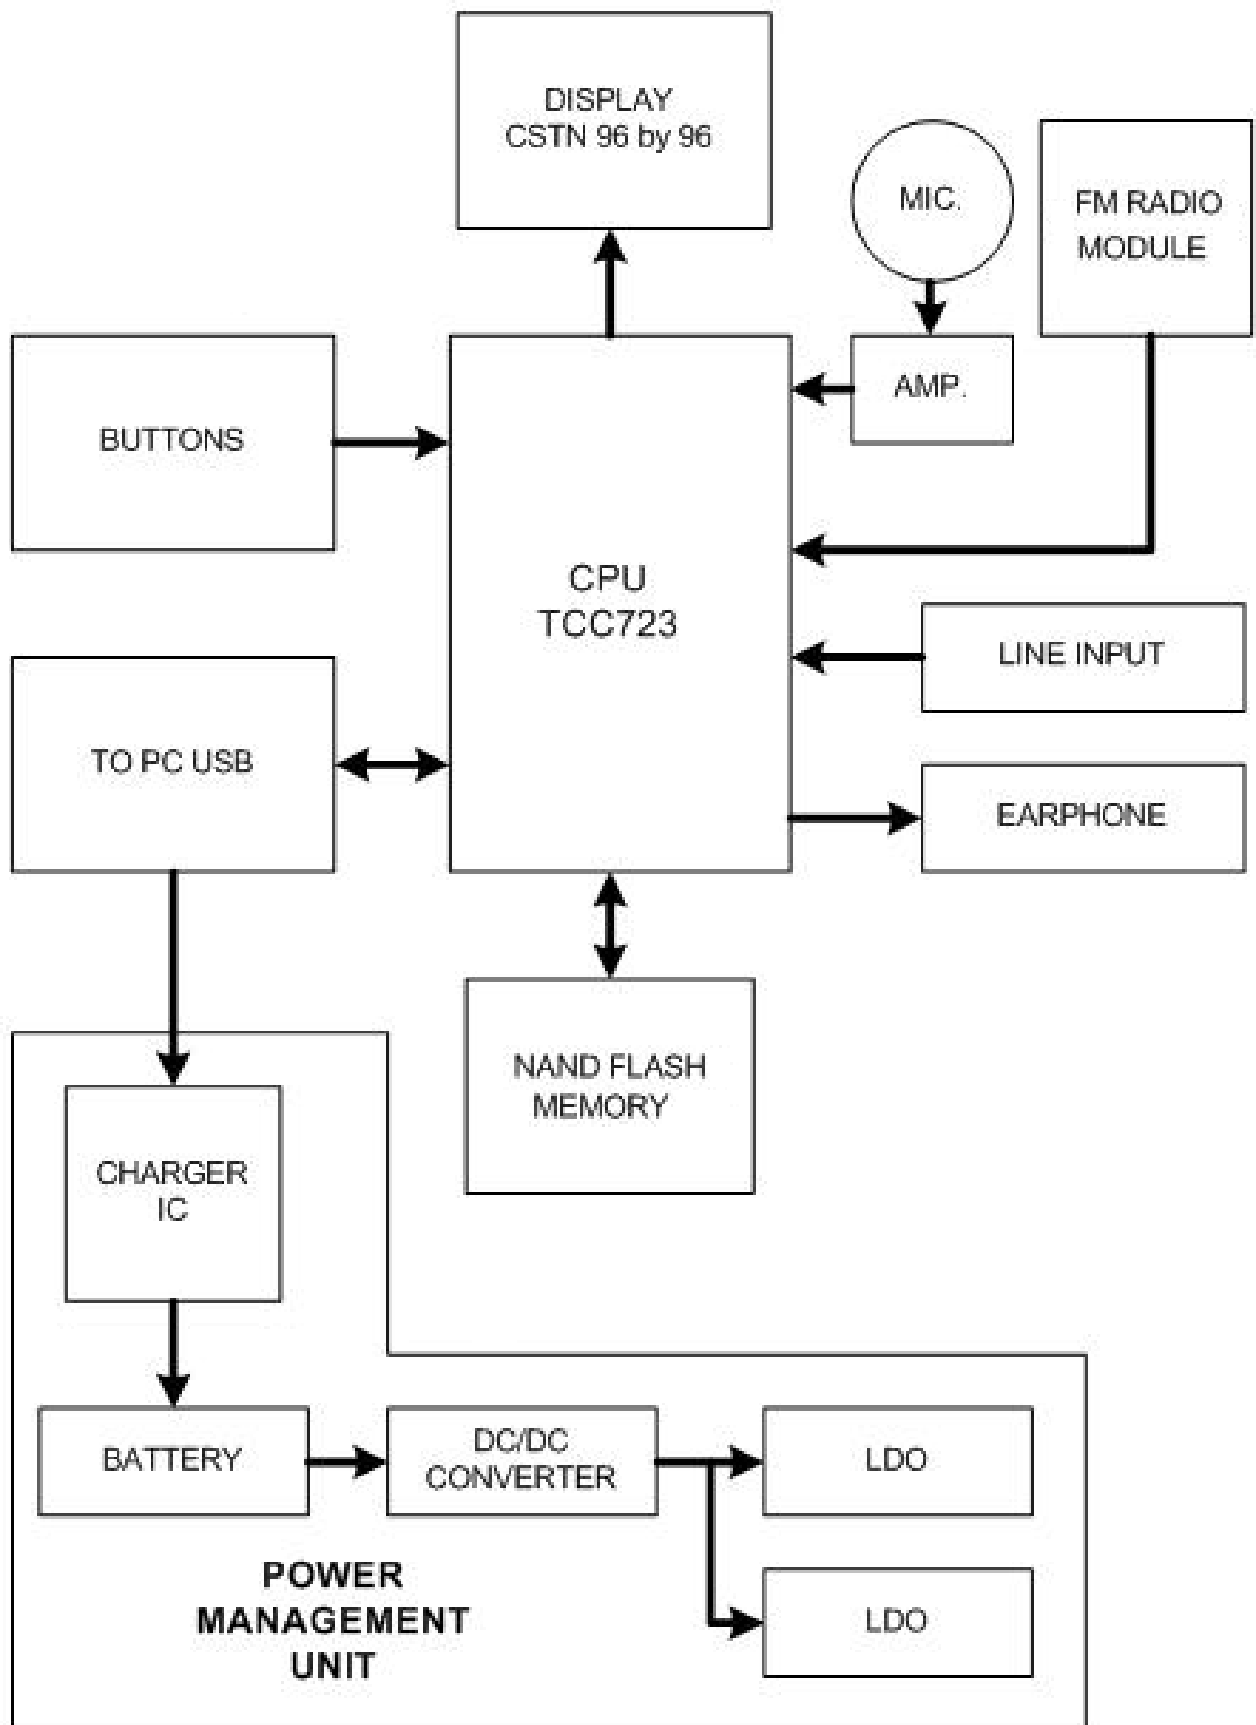 DISPLAY
CSTN 96 by 96
MIC.
FM RADIO
MODULE
AMP.
BUTTONS
CPU
TCC723
LINE INPUT
TO PC USB
EARPHONE
NAND FLASH
MEMORY
CHARGER
IC
BATTERY
DC/DC
CONVERTER
LDO
LDO
POWER
MANAGEMENT
UNIT